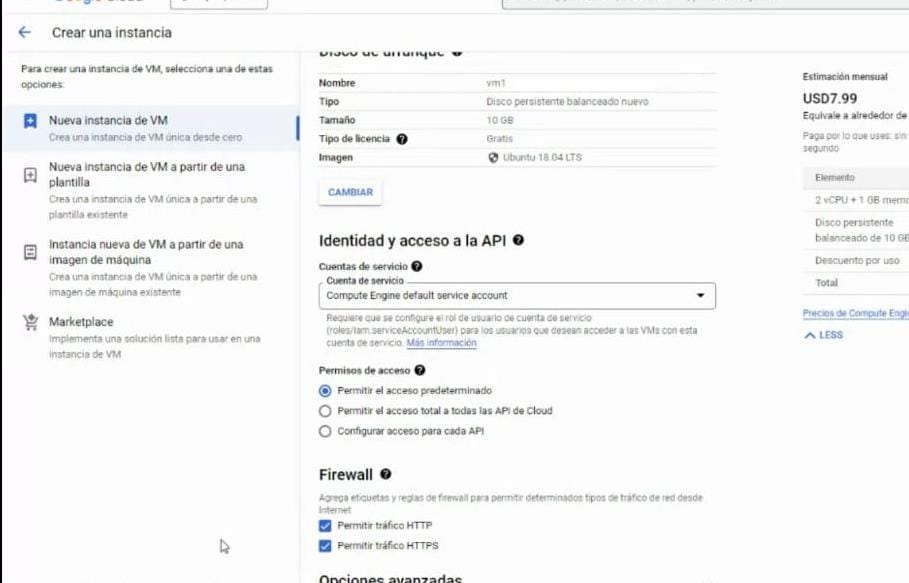 Crear una instancia
Para crear una instancia de VM, selecciona una de estas
opciones:
Nueva instancia de VM
Crea una instancia de VM única desde cero
Nueva instancia de VM a partir de una
plantilla
Crea una instancia de VM única a partir de una
plantilla existente
Instancia nueva de VM a partir de una
imagen de máquina
Crea una instancia de VM única a partir de una
imagen de máquina existente
Marketplace
Implementa una solución lista para usar en una
instancia de VM
Disco de arranque
Nombre vm1
Tipo Disco persistente balanceado nuevo
Tamaño 10 GB
Tipo de licencia Gratis
Imagen Ubuntu 18.04 LTS
CAMBIAR
Identidad y acceso a la API
Cuentas de servicio
Cuenta de servicio
Compute Engine default service account
Requiere que se configure el rol de usuario de cuenta de servicio
(roles/iam.serviceAccountUser) para los usuarios que desean acceder a las VMs con esta
cuenta de servicio. Más información
Permisos de acceso
Permitir el acceso predeterminado
Permitir el acceso total a todas las API de Cloud
Configurar acceso para cada API
Firewall
Agrega etiquetas y reglas de firewall para permitir determinados tipos de tráfico de red desde
Internet
Permitir tráfico HTTP
Permitir tráfico HTTPS
Opciones avanzadas
Estimación mensual
USD7.99
Equivale a alrededor de
Paga por lo que uses: sin
segundo
Elemento
2 vCPU + 1 GB memo
Disco persistente
balanceado de 10 GB
Descuento por uso
Total
Precios de Compute Engi
LESS